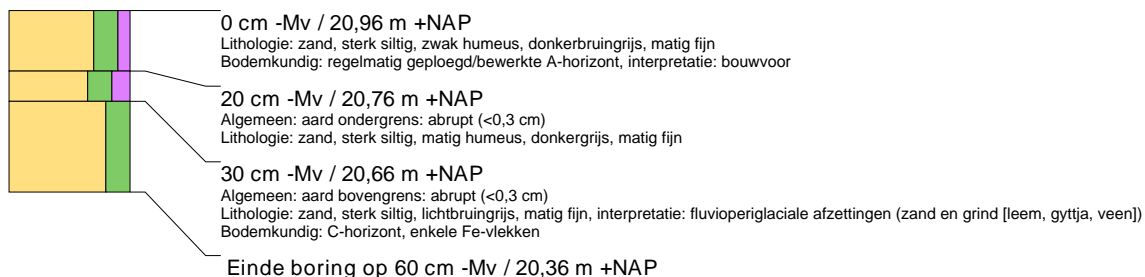 0 cm -Mv / 20,96 m +NAP
Lithologie: zand, sterk siltig, zwak humeus, donkerbruingrijs, matig fijn
Bodemkundig: regelmatig geploegd/bewerkte A-horizont, interpretatie: bouwvoor
20 cm -Mv / 20,76 m +NAP
Algemeen: aard ondergrens: abrupt (<0,3 cm)
Lithologie: zand, sterk siltig, matig humeus, donkergrijs, matig fijn
30 cm -Mv / 20,66 m +NAP
Algemeen: aard bovengrens: abrupt (<0,3 cm)
Lithologie: zand, sterk siltig, lichtbruingrijs, matig fijn, interpretatie: fluvioperiglaciale afzettingen (zand en grind [leem, gyttja, veen])
Bodemkundig: C-horizont, enkele Fe-vlekken
Einde boring op 60 cm -Mv / 20,36 m +NAP